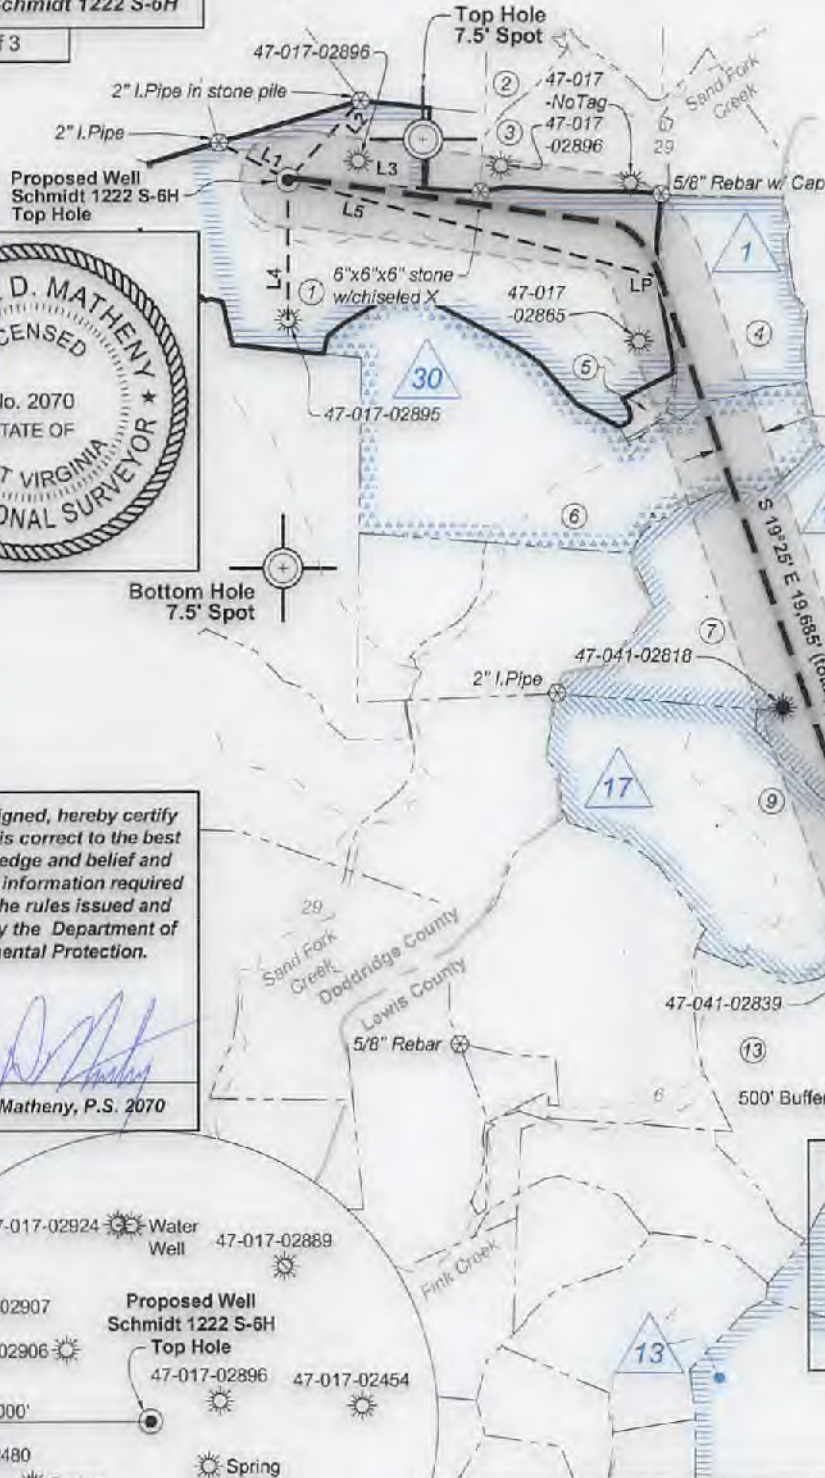 Schmidt 1222 S-6H
f 3
Top Hole
7.5' Spot
47-017-02896
2" I.Pipe in stone pile
2" I.Pipe
2
47-017
-NoTag
3
47-017
-02896
Sand Fork
Creek
29
L2
L1
L3
5/8" Rebar w/ Cap
Proposed Well
Schmidt 1222 S-6H
Top Hole
L5
L4
1
6"x6"x6" stone
w/chiseled X
47-017
-02865
LP
1
4
5
30
47-017-02895
D. MATHENY
CENSED
No. 2070
TATE OF
T VIRGINIA
ONAL SURVEYOR
6
S 19°25' E 19,685' (tota
Bottom Hole
7.5' Spot
7
47-041-02818
2" I.Pipe
17
9
igned, hereby certify
is correct to the best
edge and belief and
information required
he rules issued and
y the Department of
mental Protection.
29
Sand Fork
Creek
Doddridge County
Lewis County
47-041-02839
5/8" Rebar
13
6
500' Buffer
Matheny, P.S. 2070
7-017-02924
Water
Well
47-017-02889
Fink Creek
02907
02906
Proposed Well
Schmidt 1222 S-6H
Top Hole
47-017-02896
47-017-02454
13
000'
480
Spring